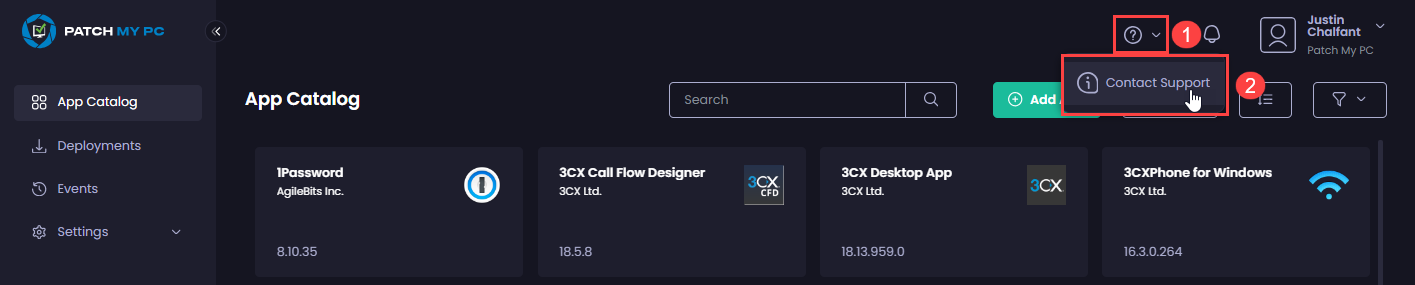 PATCH MY PC
App Catalog
Deployments
Events
Settings
1
Justin
Chalfant
Patch My PC
Contact Support
2
App Catalog
Search
Add
1Password
AgileBits Inc.
8.10.35
3CX Call Flow Designer
3CX Ltd.
3CX
CFD
18.5.8
3CX Desktop App
3CX Ltd.
3CX
18.13.959.0
3CXPhone for Windows
3CX Ltd.
16.3.0.264